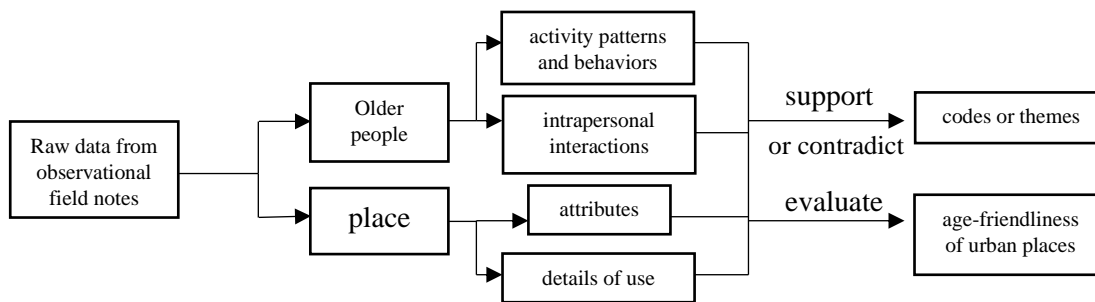 Raw data from
observational
field notes
Older
people
place
activity patterns
and behaviors
intrapersonal
interactions
attributes
details of use
support
or contradict
evaluate
codes or themes
age-friendliness
of urban places